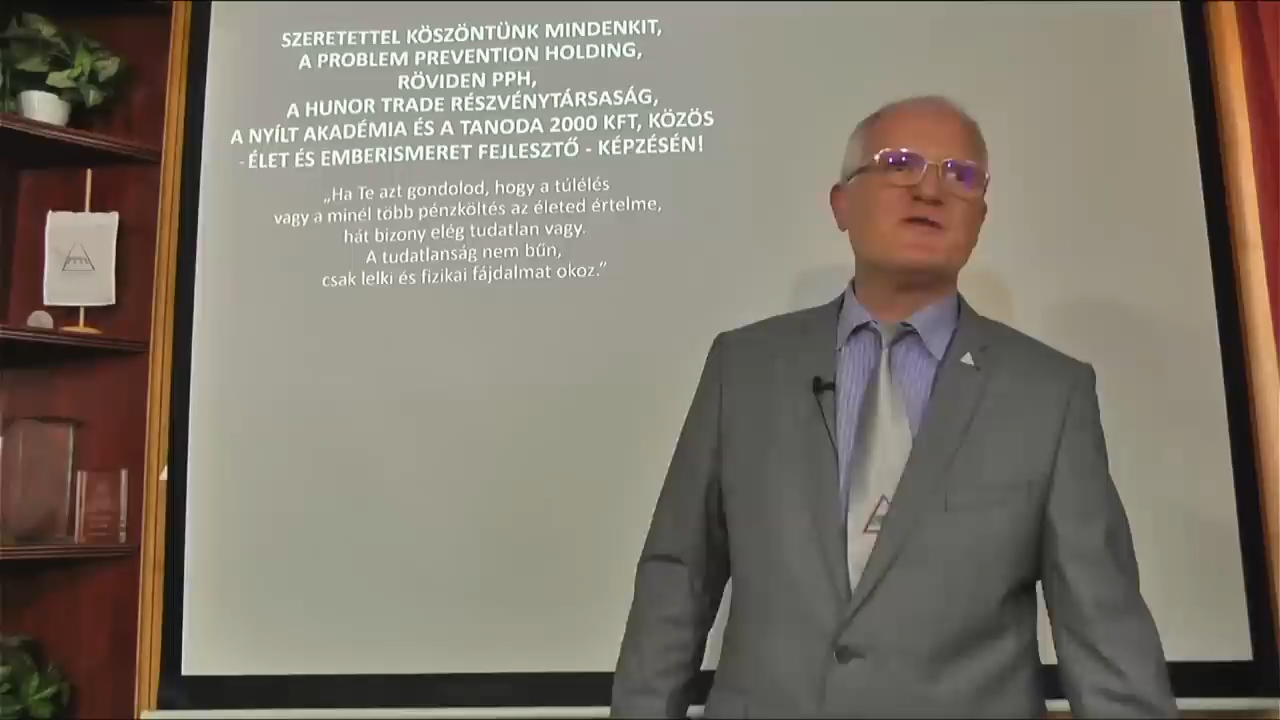 SZERETETTEL KÖSZÖNTÜNK MINDENKIT,
A PROBLEM PREVENTION HOLDING,
RÖVIDEN PPH,
A HUNOR TRADE RÉSZVÉNYTÁRSASÁG,
A NYÍLT AKADÉMIA ÉS A TANODA 2000 KFT, KÖZÖS
- ÉLET ÉS EMBERISMERET FEJLESZTŐ - KÉPZÉSÉN!
„Ha Te azt gondolod, hogy a túlélés
vagy a minél több pénzköltés az életed értelme,
hát bizony elég tudatlan vagy.
A tudatlanság nem bűn,
csak lelki és fizikai fájdalmat okoz.”